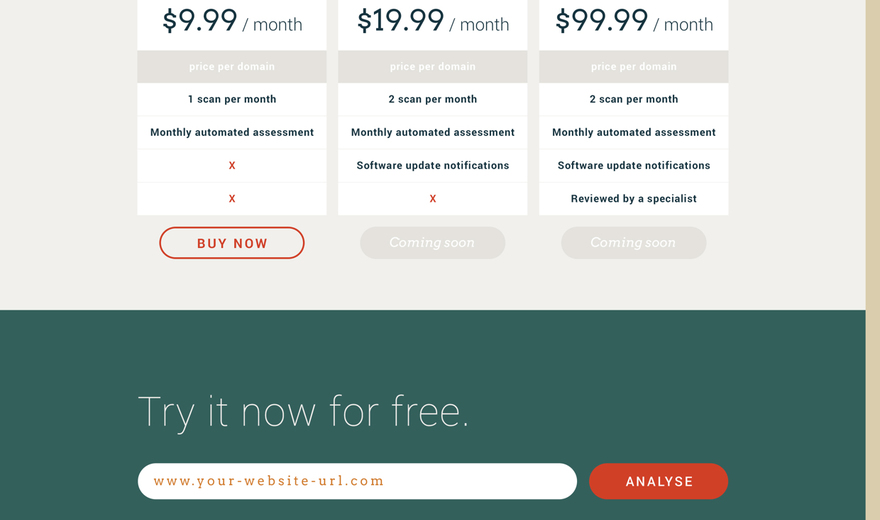 $9.99 / month
$19.99 / month
$99.99 / month
price per domain
price per domain
price per domain
1 scan per month
2 scan per month
2 scan per month
Monthly automated assessment
Monthly automated assessment
Monthly automated assessment
X
Software update notifications
Software update notifications
X
X
Reviewed by a specialist
BUY NOW
Coming soon
Coming soon
Try it now for free.
www.your-website-url.com
ANALYSE